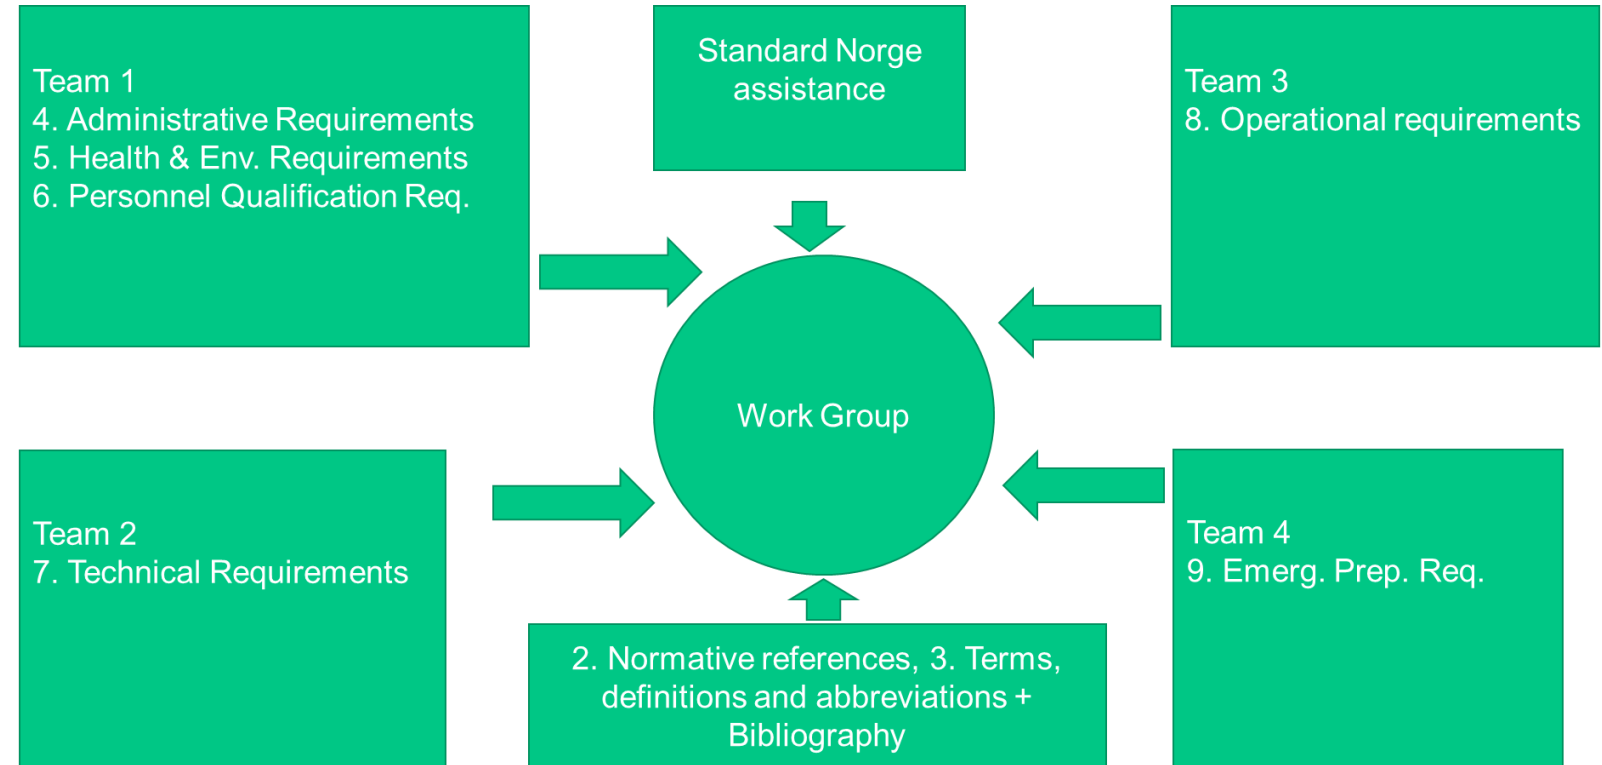 Team 1
4. Administrative Requirements
5. Health & Env. Requirements
6. Personnel Qualification Req.
Standard Norge
assistance
Team 3
8. Operational requirements
Work Group
Team 2
7. Technical Requirements
Team 4
9. Emerg. Prep. Req.
2. Normative references, 3. Terms,
definitions and abbreviations +
Bibliography